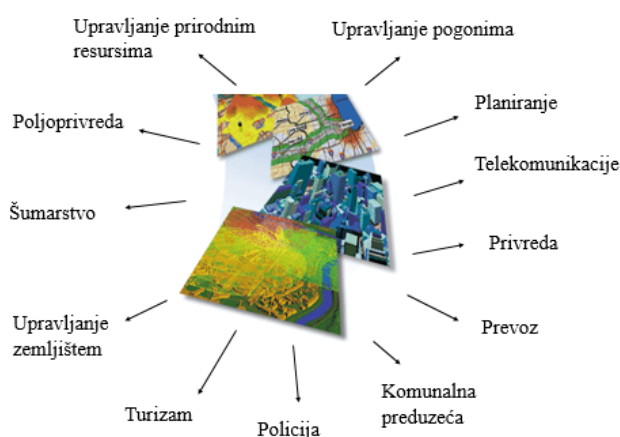 Upravljanje prirodnim
resursima
Upravljanje pogonima
Planiranje
Poljoprivreda
Telekomunikacije
Šumarstvo
Privreda
Upravljanje
zemljištem
Prevoz
Komunalna
preduzeća
Turizam
Policija